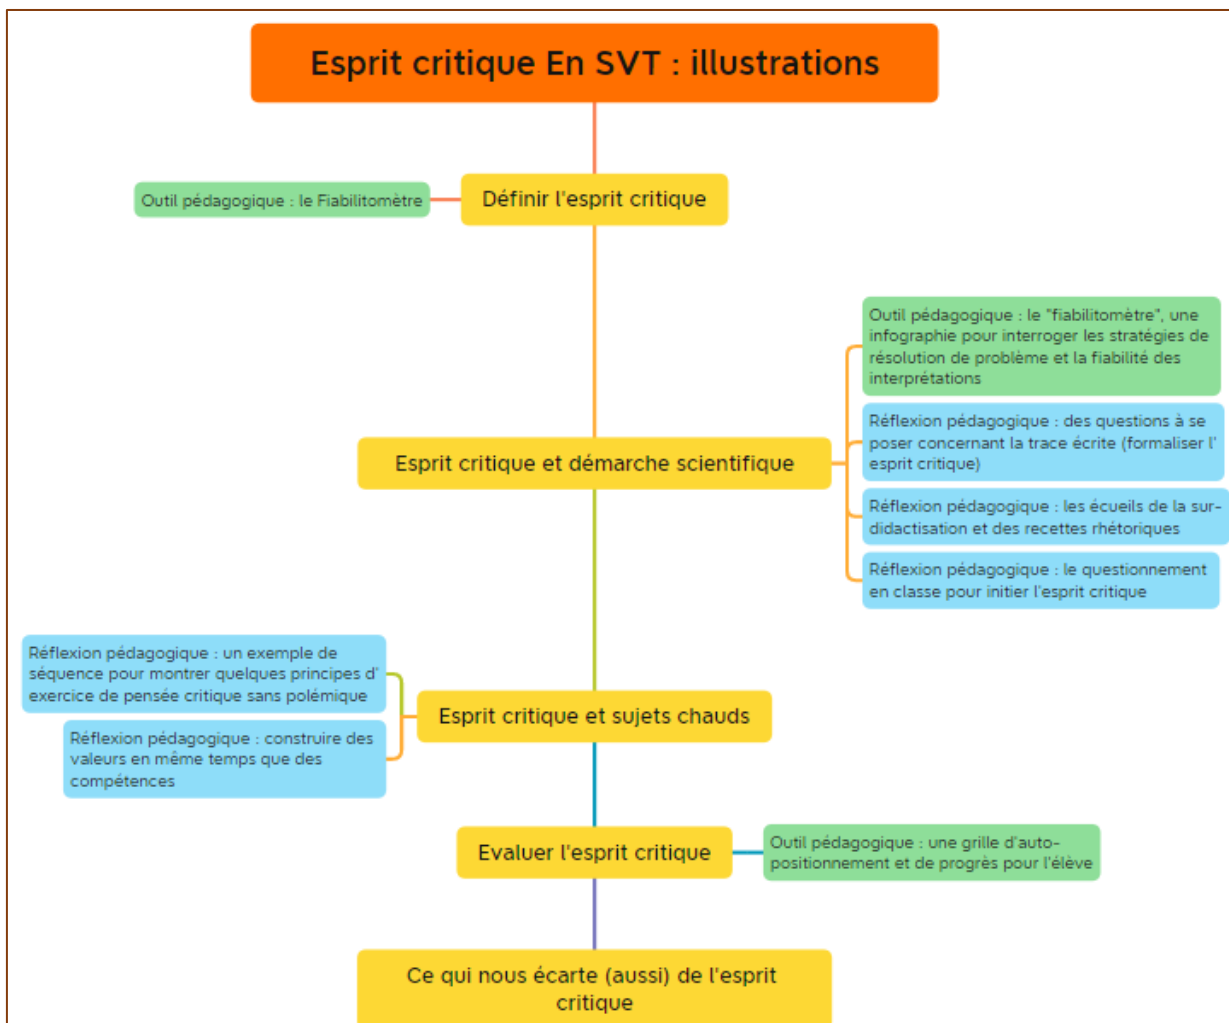 Esprit critique En SVT : illustrations
Outil pédagogique : le Fiabilitomètre
Définir l'esprit critique
Outil pédagogique : le "fiabilitomètre", une
infographie pour interroger les stratégies de
résolution de problème et la fiabilité des
interprétations
Réflexion pédagogique : des questions à se
poser concernant la trace écrite (formaliser l'
esprit critique)
Esprit critique et démarche scientifique
Réflexion pédagogique : les écueils de la sur-
didactisation et des recettes rhétoriques
Réflexion pédagogique : le questionnement
en classe pour initier l'esprit critique
Réflexion pédagogique : un exemple de
séquence pour montrer quelques principes d'
exercice de pensée critique sans polémique
Esprit critique et sujets chauds
Réflexion pédagogique : construire des
valeurs en même temps que des
compétences
Evaluer l'esprit critique
Outil pédagogique : une grille d'auto-
positionnement et de progrès pour l'élève
Ce qui nous écarte (aussi) de l'esprit
critique